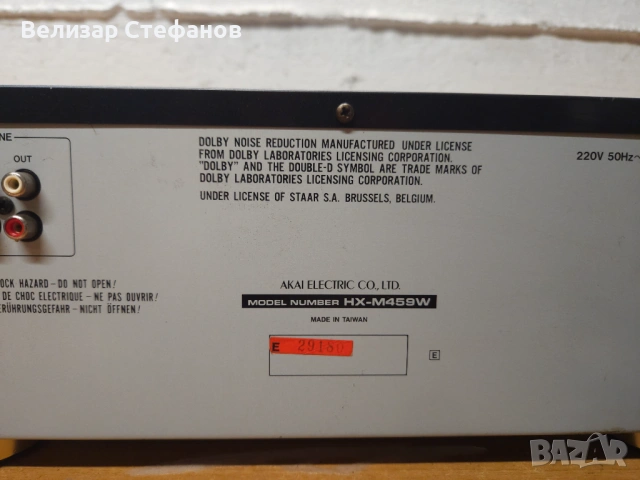 Велизар Стефанов
NE
OUT
DOLBY NOISE REDUCTION MANUFACTURED UNDER LICENSE
FROM DOLBY LABORATORIES LICENSING CORPORATION.
"DOLBY" AND THE DOUBLE-D SYMBOL ARE TRADE MARKS OF
DOLBY LABORATORIES LICENSING CORPORATION.
UNDER LICENSE OF STAAR S.A. BRUSSELS, BELGIUM.
220V 50Hz~
OCK HAZARD – DO NOT OPEN!
DE CHOC ELECTRIQUE – NE PAS OUVRIR!
ERÜHRUNGSGEFAHR – NICHT ÖFFNEN!
AKAI ELECTRIC CO., LTD.
MODEL NUMBER HX-M459W
MADE IN TAIWAN
E 29180
E
BAZAR